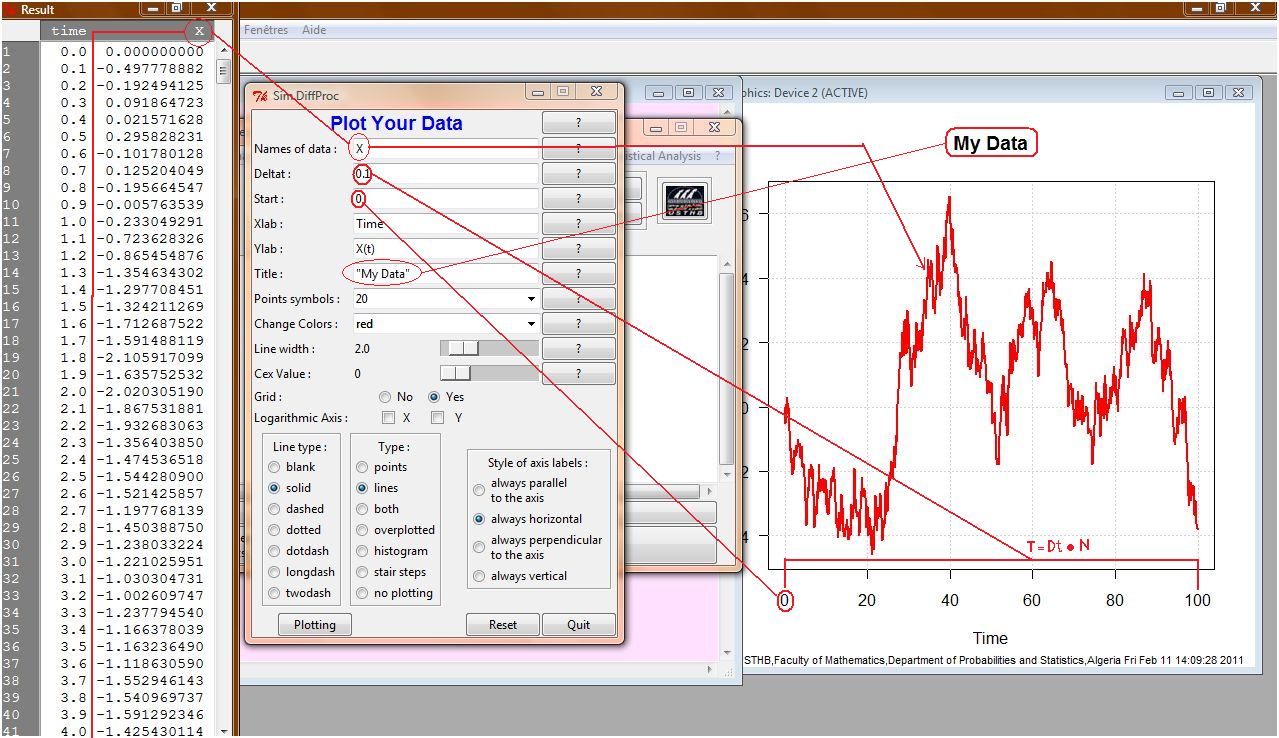 Result
time X
1 0.0 0.000000000
2 0.1 -0.497778882
3 0.2 -0.192494125
4 0.3 0.091864723
5 0.4 0.021571628
6 0.5 0.295828231
7 0.6 -0.101780128
8 0.7 0.125204049
9 0.8 -0.195664547
10 0.9 -0.005763539
11 1.0 -0.233049291
12 1.1 -0.723628326
13 1.2 -0.865454876
14 1.3 -1.354634302
15 1.4 -1.297708451
16 1.5 -1.324211269
17 1.6 -1.712687522
18 1.7 -1.591488119
19 1.8 -2.105917099
20 1.9 -1.635752532
21 2.0 -2.020305190
22 2.1 -1.867531881
23 2.2 -1.932683063
24 2.3 -1.356403850
25 2.4 -1.474536518
26 2.5 -1.544280900
27 2.6 -1.521425857
28 2.7 -1.197768139
29 2.8 -1.459188750
30 2.9 -1.238033224
31 3.0 -1.221025951
32 3.1 -1.030304731
33 3.2 -1.002609747
34 3.3 -1.237794540
35 3.4 -1.166378039
36 3.5 -1.163236490
37 3.6 -1.118630590
38 3.7 -1.552946143
39 3.8 -1.540969737
40 3.9 -1.591292346
41 4.0 -1.425430114
Fenêtres Aide
Sim.DiffProc
Plot Your Data ?
Names of data : X ?
Deltat : 0.1 ?
Start : 0 ?
Xlab : Time ?
Ylab : X(t) ?
Title : "My Data" ?
Points symbols : 20 ?
Change Colors : red ?
Line width : 2.0 ?
Cex Value : 0 ?
Grid : No Yes
Logarithmic Axis : X Y
Line type :
blank
solid
dashed
dotted
dotdash
longdash
twodash
Type :
points
lines
both
overplotted
histogram
stair steps
no plotting
Style of axis labels :
always parallel
to the axis
always horizontal
always perpendicular
to the axis
always vertical
Plotting Reset Quit
Analysis ?
USTHB
Device 2 (ACTIVE)
My Data
6
4
2
0
2
4
T=Dt•N
0 20 40 60 80 100
Time
STHB,Faculty of Mathematics,Department of Probabilities and Statistics,Algeria Fri Feb 11 14:09:28 2011